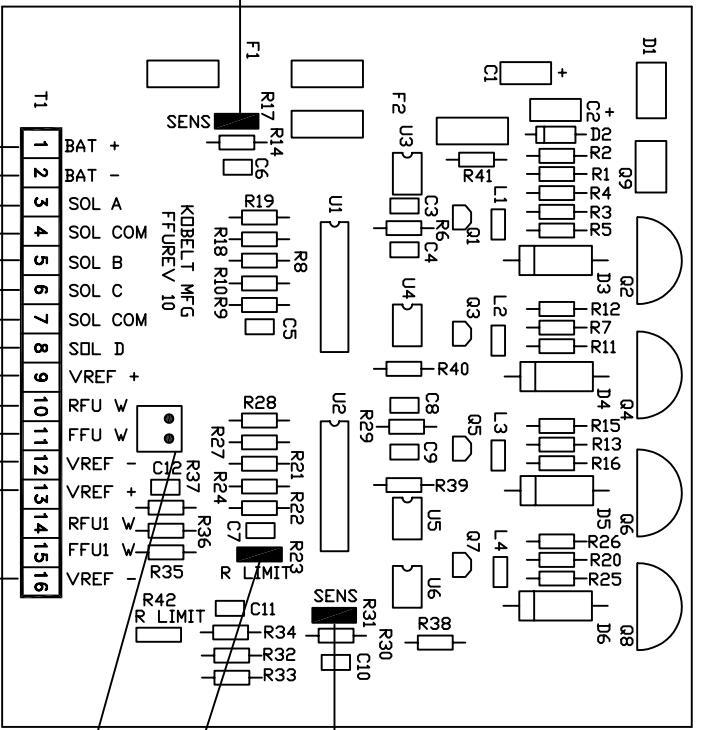 T1
1 BAT +
2 BAT -
3 SOL A
4 SOL COM
5 SOL B
6 SOL C
7 SOL COM
8 SOL D
9 VREF +
10 RFU W
11 FFU W
12 VREF -
13 VREF +
14 RFU1 W
15 FFU1 W
16 VREF -
KOBELT MFG
FFUREV 10
F1
SENS
R17
R14
C6
R19
R18
R8
R10
R9
C5
U1
F2
U3
C3
R6
C4
U4
R40
R41
Q1
L1
Q3
L2
C1 +
C2 +
D1
D2
R2
R1
Q9
R4
R3
R5
D3
Q2
R12
R7
R11
D4
Q4
R28
R27
R21
R24
R22
C7
R23
R LIMIT
U2
C12
R37
R36
R35
R42
R LIMIT
C11
R34
R32
R33
C8
R29
C9
R39
U5
U6
Q5
L3
Q7
L4
R15
R13
R16
D5
Q6
R26
R20
R25
D6
Q8
SENS
R31
R30
C10
R38